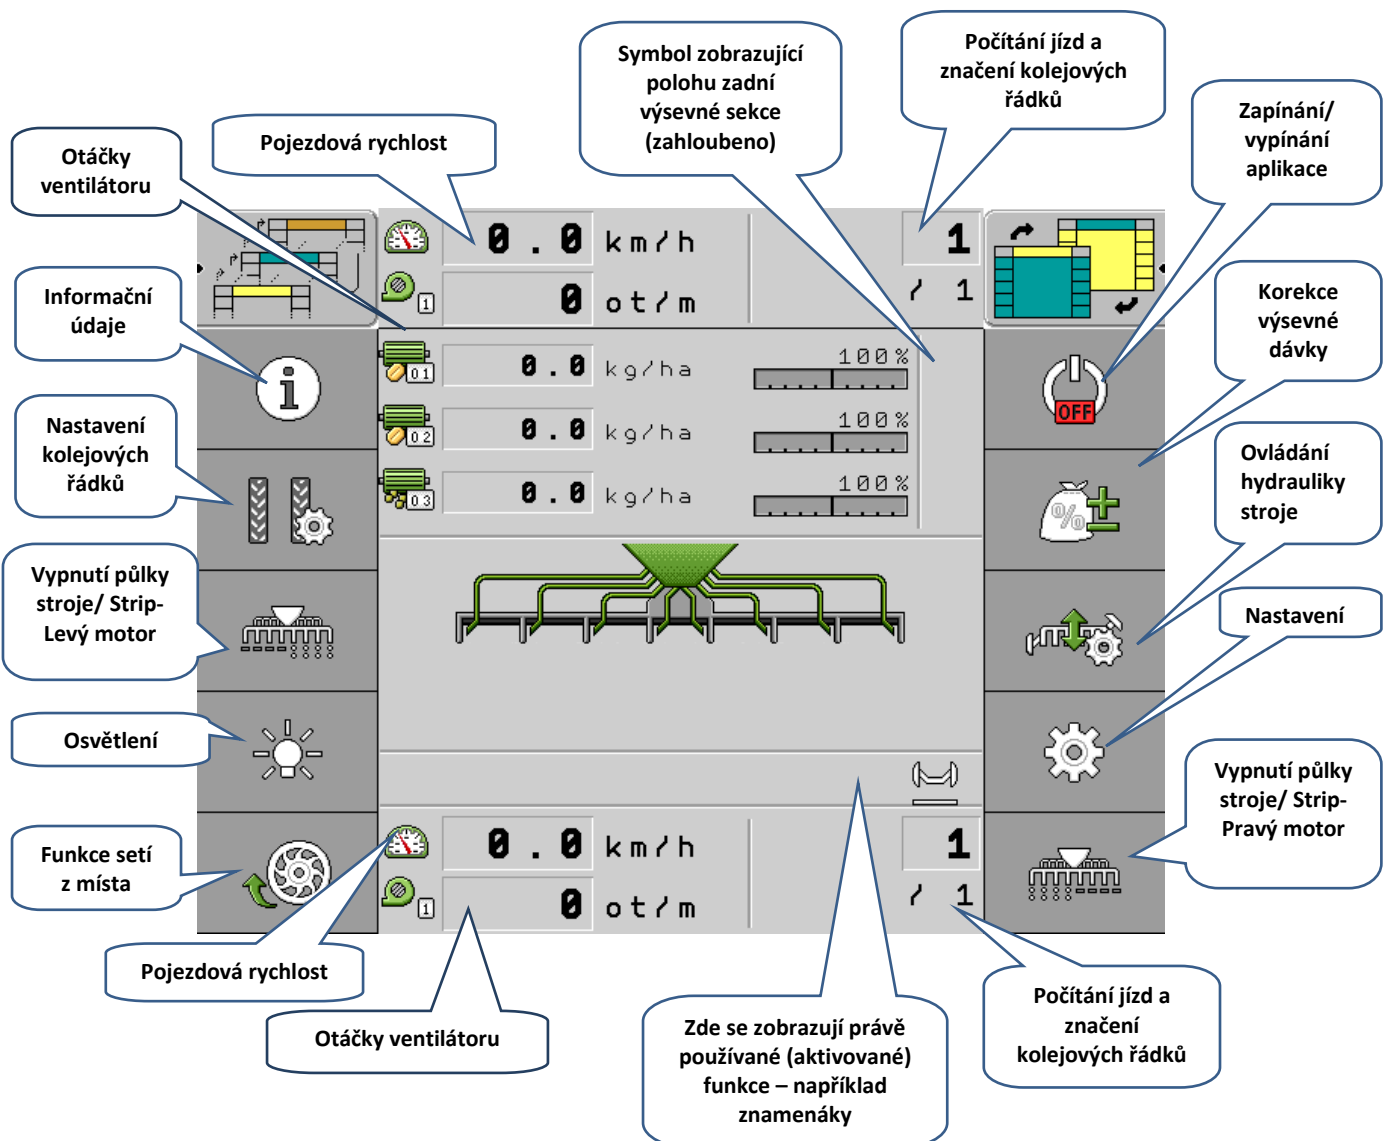 Symbol zobrazující
polohu zadní
výsevné sekce
(zahloubeno)
Počítání jízd a
značení kolejových
řádků
Zapínání/
vypínání
aplikace
Pojezdová rychlost
Otáčky
ventilátoru
Informační
údaje
Nastavení
kolejových
řádků
Vypnutí půlky
stroje/ Strip-
Levý motor
Osvětlení
Funkce setí
z místa
0.0 km/h
1
1 0 ot/m
/ 1
01 0.0 kg/ha 100%
02 0.0 kg/ha 100%
03 0.0 kg/ha 100%
i
%
OFF
0.0 km/h
1
1 0 ot/m
/ 1
Korekce
výsevné
dávky
Ovládání
hydrauliky
stroje
Nastavení
Vypnutí půlky
stroje/ Strip-
Pravý motor
Pojezdová rychlost
Otáčky ventilátoru
Zde se zobrazují právě
používané (aktivované)
funkce – například
znamenáky
Počítání jízd a
značení
kolejových řádků